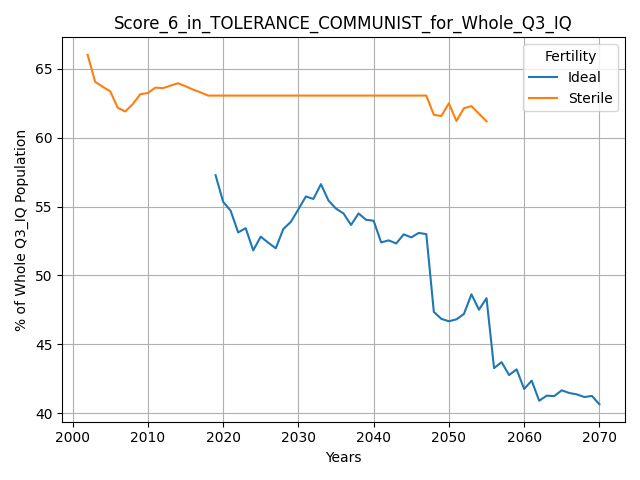 Score_6_in_TOLERANCE_COMMUNIST_for_Whole_Q3_IQ
% of Whole Q3_IQ Population
65
60
55
50
45
40
Fertility
Ideal
Sterile
2000 2010 2020 2030 2040 2050 2060 2070
Years